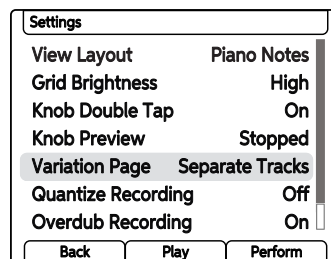 Settings
View Layout Piano Notes
Grid Brightness High
Knob Double Tap On
Knob Preview Stopped
Variation Page Separate Tracks
Quantize Recording Off
Overdub Recording On
Back Play Perform